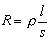 R = ρ l/s